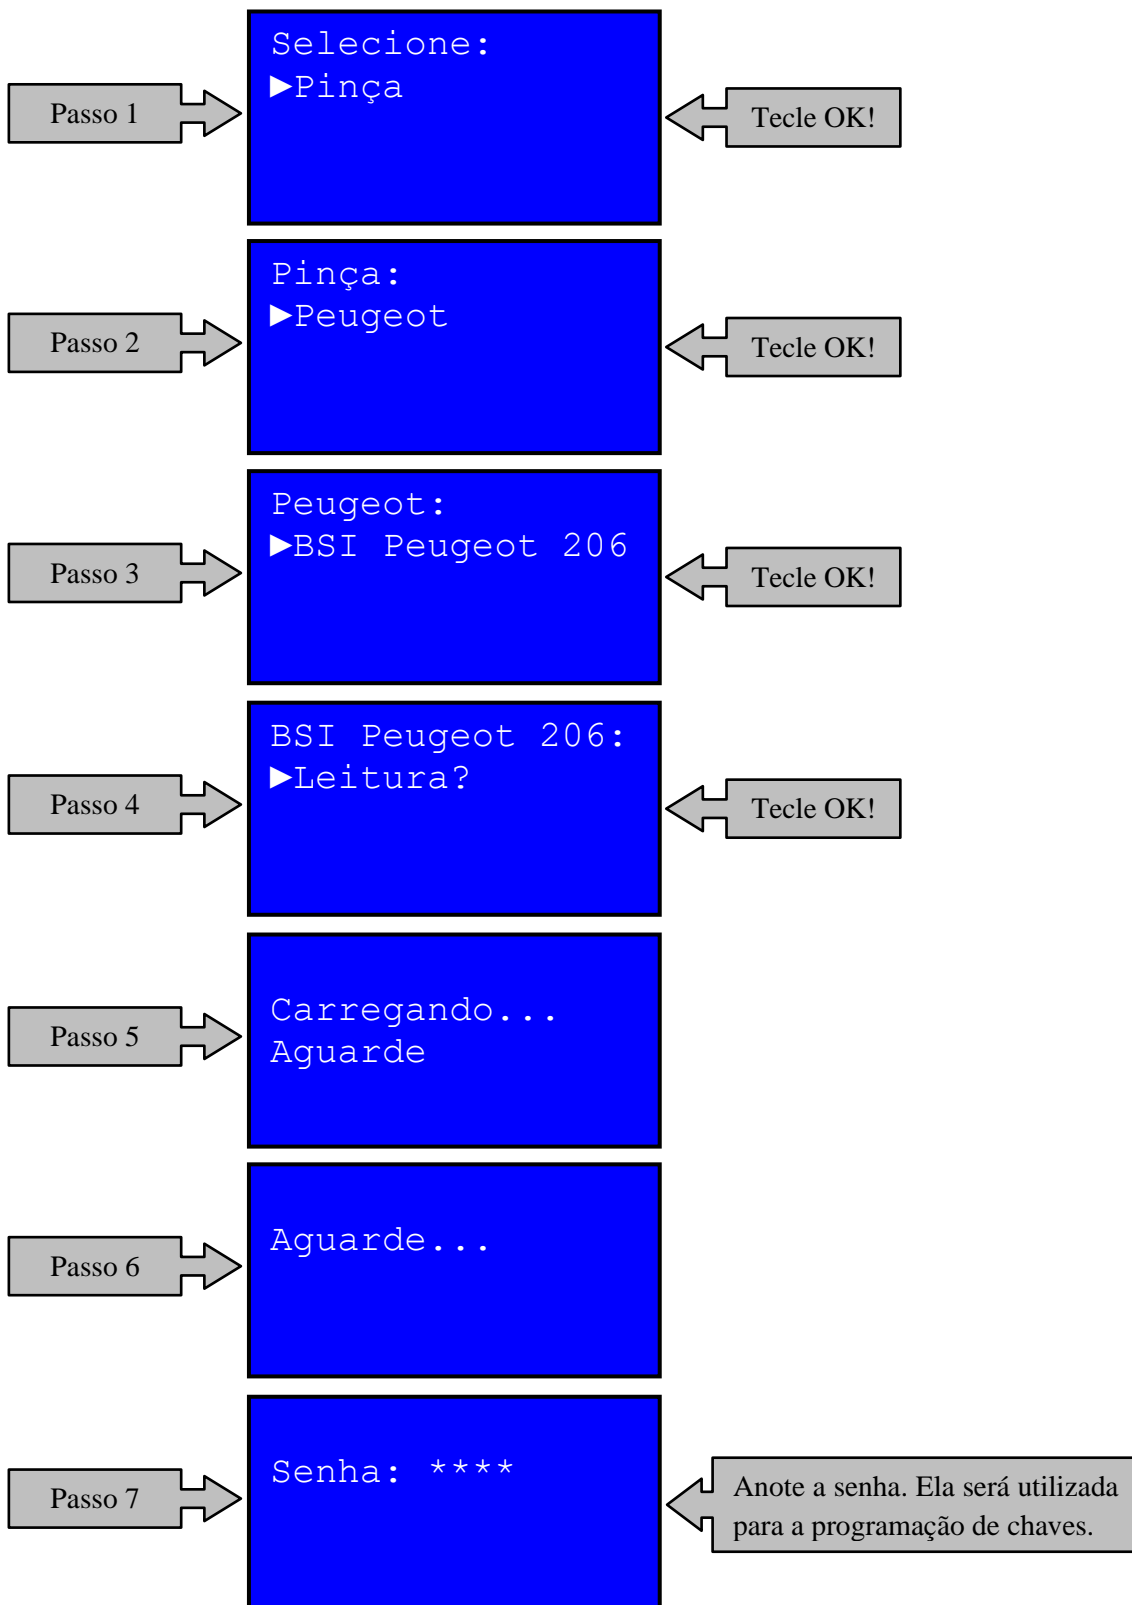 Selecione:
►Pinça
Passo 1
Tecle OK!
Pinça:
►Peugeot
Passo 2
Tecle OK!
Peugeot:
►BSI Peugeot 206
Passo 3
Tecle OK!
BSI Peugeot 206:
►Leitura?
Passo 4
Tecle OK!
Carregando...
Aguarde
Passo 5
Aguarde...
Passo 6
Senha: ****
Passo 7
Anote a senha. Ela será utilizada
para a programação de chaves.